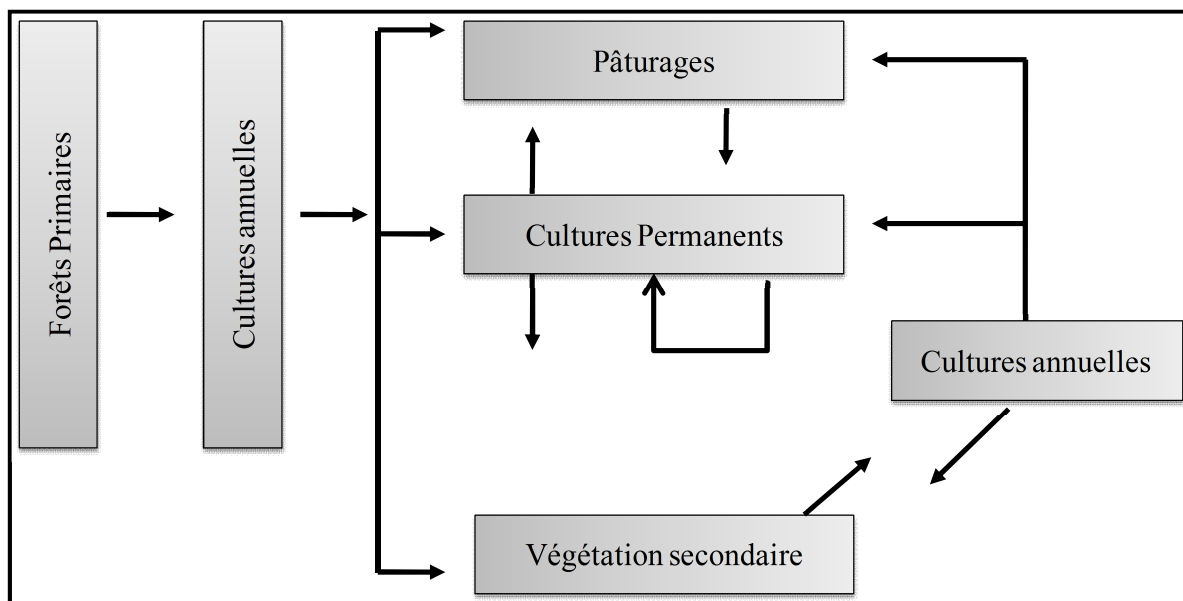 Forêts Primaires
Cultures annuelles
Pâturages
Cultures Permanents
Cultures annuelles
Végétation secondaire